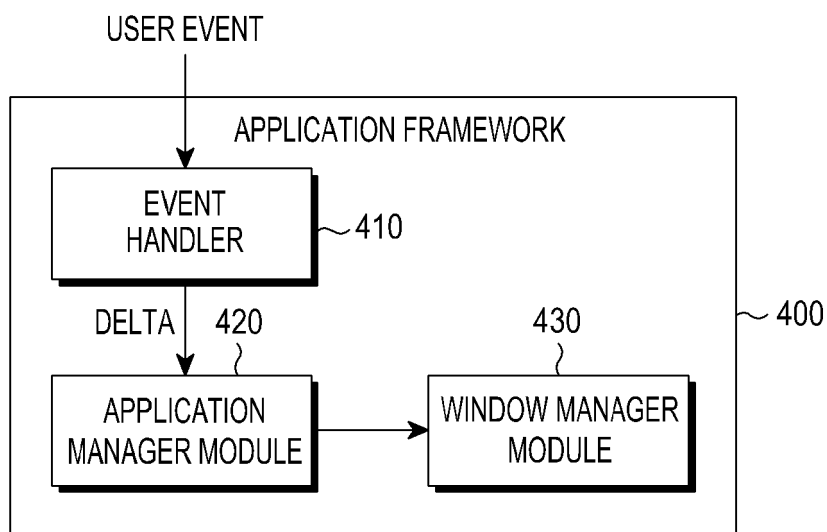 USER EVENT
APPLICATION FRAMEWORK
EVENT
HANDLER
410
DELTA
420
430
400
APPLICATION
MANAGER MODULE
WINDOW MANAGER
MODULE